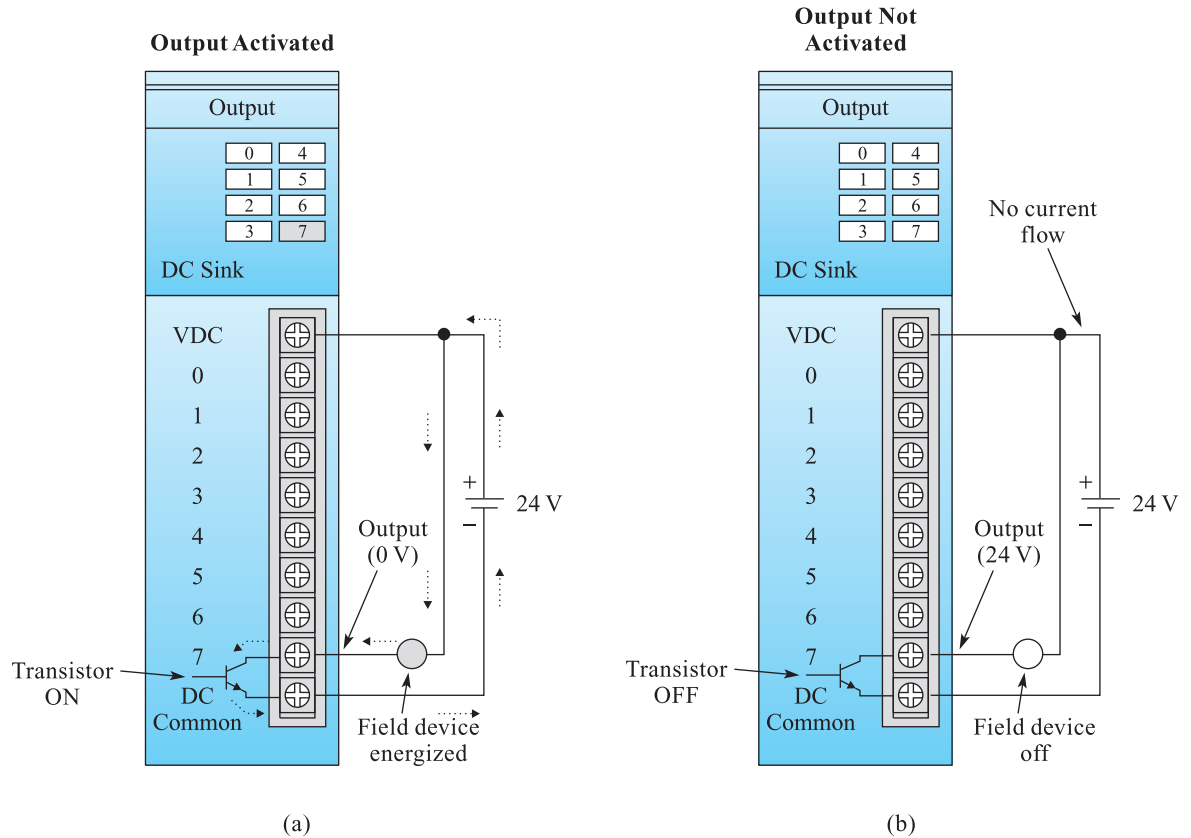 Output Activated
Output
0 4
1 5
2 6
3 7
DC Sink
VDC
0
1
2
3
4
5
6
7
DC
Common
Transistor
ON
Output
(0 V)
+
−
24 V
Field device
energized
(a)
Output Not
Activated
Output
0 4
1 5
2 6
3 7
DC Sink
No current
flow
VDC
0
1
2
3
4
5
6
7
DC
Common
Transistor
OFF
Output
(24 V)
+
−
24 V
Field device
off
(b)